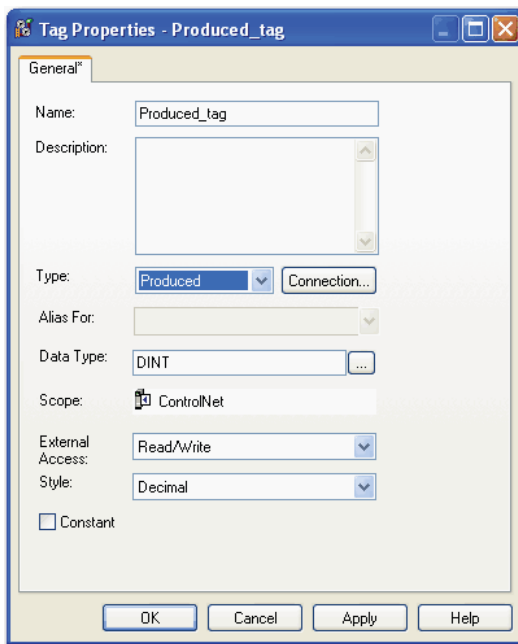 Tag Properties - Produced_tag
General*
Name: Produced_tag
Description:
Type: Produced Connection...
Alias For:
Data Type: DINT ...
Scope: ControlNet
External Access: Read/Write
Style: Decimal
Constant
OK Cancel Apply Help